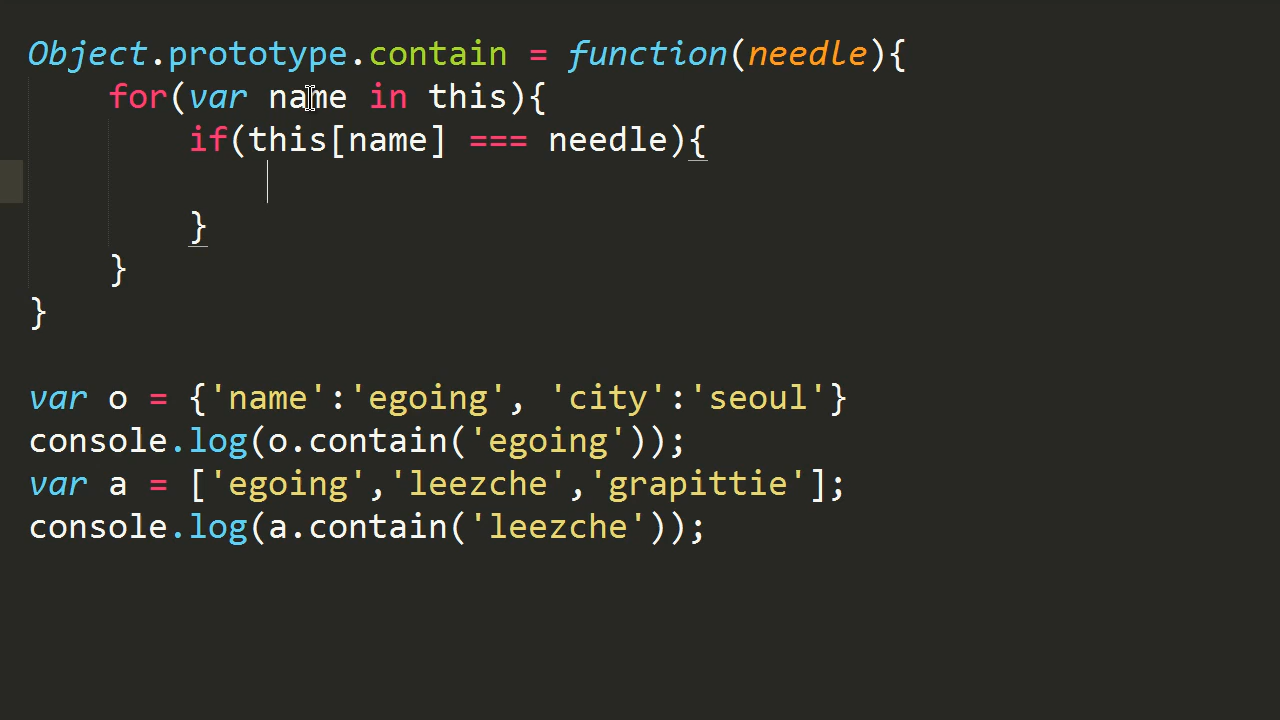 Object.prototype.contain = function(needle){
    for(var name in this){
        if(this[name] === needle){
        }
    }
}
var o = {'name':'egoing', 'city':'seoul'}
console.log(o.contain('egoing'));
var a = ['egoing','leezche','grapittie'];
console.log(a.contain('leezche'));